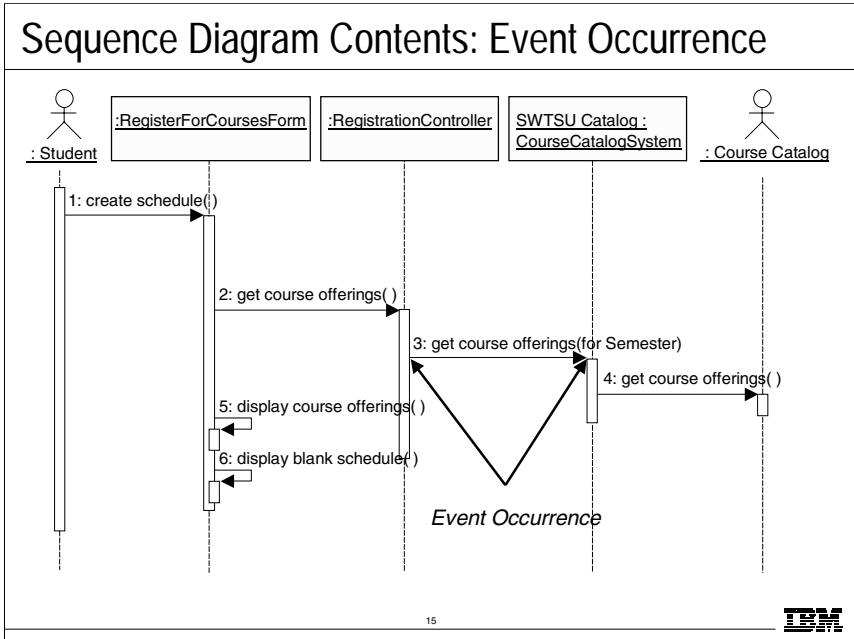 Sequence Diagram Contents: Event Occurrence
: Student
:RegisterForCoursesForm
:RegistrationController
SWTSU Catalog :
CourseCatalogSystem
: Course Catalog
1: create schedule( )
2: get course offerings( )
3: get course offerings(for Semester)
4: get course offerings( )
5: display course offerings( )
6: display blank schedule( )
Event Occurrence
15
IBM